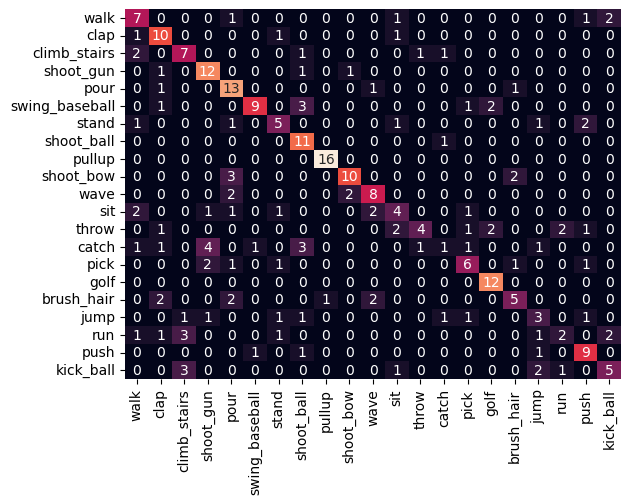 walk 7 0 0 0 1 0 0 0 0 0 0 1 0 0 0 0 0 0 0 1 2
clap 1 10 0 0 0 0 1 0 0 0 0 1 0 0 0 0 0 0 0 0 0
climb_stairs 2 0 7 0 0 0 0 1 0 0 0 0 1 1 0 0 0 0 0 0 0
shoot_gun 0 1 0 12 0 0 0 1 0 1 0 0 0 0 0 0 0 0 0 0 0
pour 0 1 0 0 13 0 0 0 0 0 1 0 0 0 0 0 1 0 0 0 0
swing_baseball 0 1 0 0 0 9 0 3 0 0 0 0 0 0 1 2 0 0 0 0 0
stand 1 0 0 0 1 0 5 0 0 0 0 1 0 0 0 0 0 1 0 2 0
shoot_ball 0 0 0 0 0 0 0 11 0 0 0 0 0 1 0 0 0 0 0 0 0
pullup 0 0 0 0 0 0 0 0 16 0 0 0 0 0 0 0 0 0 0 0 0
shoot_bow 0 0 0 0 3 0 0 0 0 10 0 0 0 0 0 0 2 0 0 0 0
wave 0 0 0 0 2 0 0 0 0 2 8 0 0 0 0 0 0 0 0 0 0
sit 2 0 0 1 1 0 1 0 0 0 2 4 0 0 1 0 0 0 0 0 0
throw 0 1 0 0 0 0 0 0 0 0 0 2 4 0 1 2 0 0 2 1 0
catch 1 1 0 4 0 1 0 3 0 0 0 0 1 1 1 0 0 1 0 0 0
pick 0 0 0 2 1 0 1 0 0 0 0 0 0 0 6 0 1 0 0 1 0
golf 0 0 0 0 0 0 0 0 0 0 0 0 0 0 0 12 0 0 0 0 0
brush_hair 0 2 0 0 2 0 0 0 1 0 2 0 0 0 0 0 5 0 0 0 0
jump 0 0 1 1 0 0 1 1 0 0 0 0 0 1 1 0 0 3 0 1 0
run 1 1 3 0 0 0 1 0 0 0 0 0 0 0 0 0 0 1 2 0 2
push 0 0 0 0 0 1 0 1 0 0 0 0 0 0 0 0 0 1 0 9 0
kick_ball 0 0 3 0 0 0 0 0 0 0 0 1 0 0 0 0 0 2 1 0 5
walk clap climb_stairs shoot_gun pour swing_baseball stand shoot_ball pullup shoot_bow wave sit throw catch pick golf brush_hair jump run push kick_ball